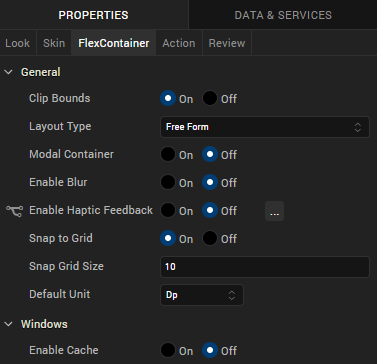 PROPERTIES DATA & SERVICES
Look Skin FlexContainer Action Review
General
Clip Bounds On Off
Layout Type Free Form
Modal Container On Off
Enable Blur On Off
Enable Haptic Feedback On Off ...
Snap to Grid On Off
Snap Grid Size 10
Default Unit Dp
Windows
Enable Cache On Off